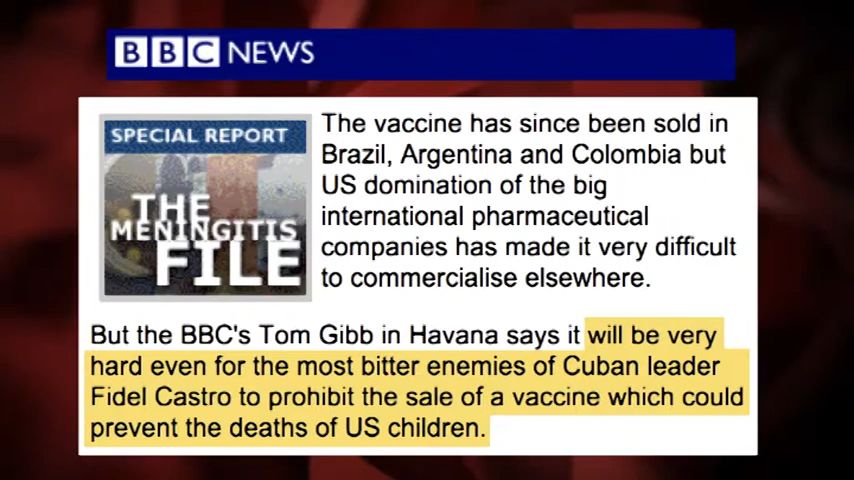 BBC NEWS
SPECIAL REPORT
THE
MENINGITIS
FILE
The vaccine has since been sold in
Brazil, Argentina and Colombia but
US domination of the big
international pharmaceutical
companies has made it very difficult
to commercialise elsewhere.
But the BBC's Tom Gibb in Havana says it will be very
hard even for the most bitter enemies of Cuban leader
Fidel Castro to prohibit the sale of a vaccine which could
prevent the deaths of US children.